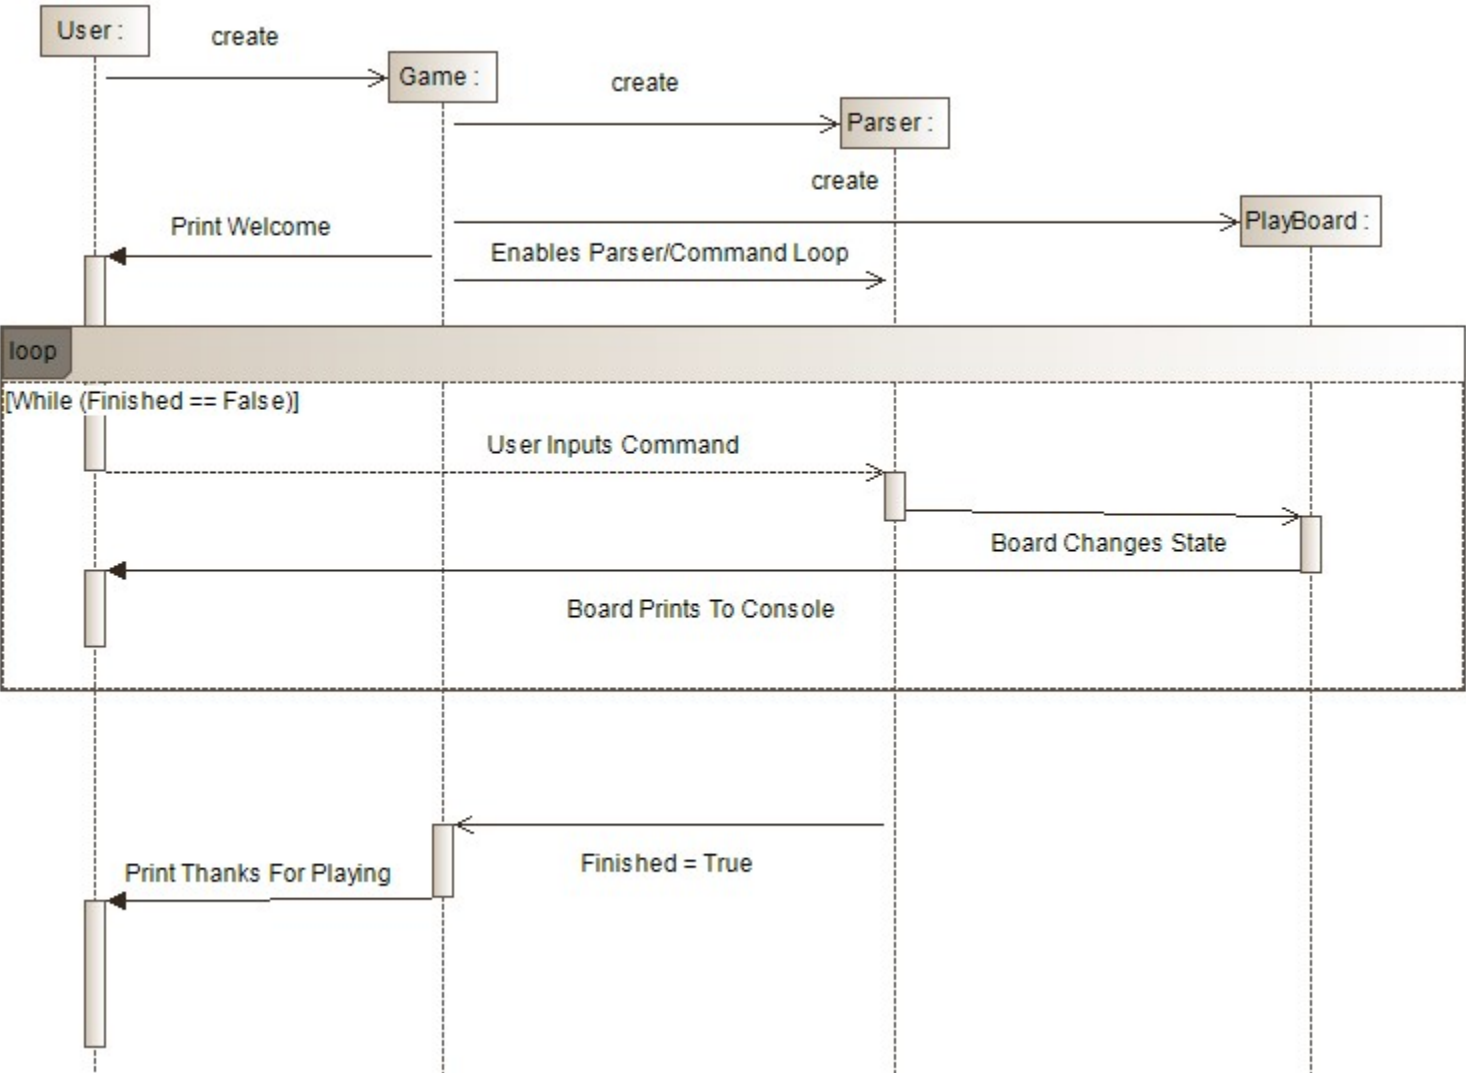 User :
create
Game :
create
Parser :
create
PlayBoard :
Print Welcome
Enables Parser/Command Loop
loop
[While (Finished == False)]
User Inputs Command
Board Changes State
Board Prints To Console
Finished = True
Print Thanks For Playing